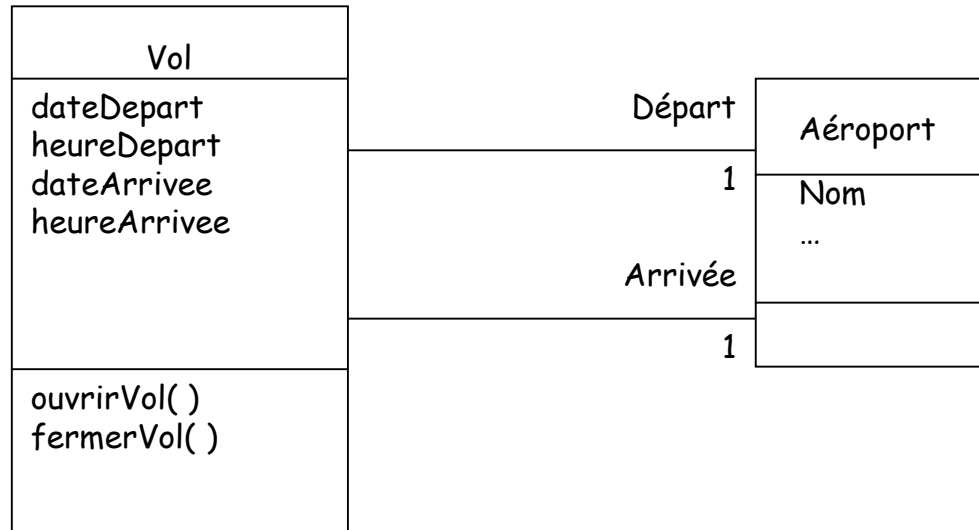 Vol
dateDepart
heureDepart
dateArrivee
heureArrivee
ouvrirVol( )
fermerVol( )
Départ
1
Arrivée
1
Aéroport
Nom
…